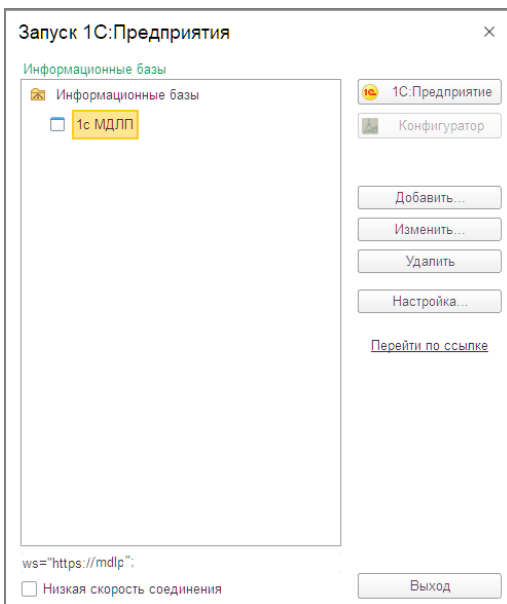 Запуск 1С:Предприятия
Информационные базы
Информационные базы
1с МДЛП
1С:Предприятие
Конфигуратор
Добавить...
Изменить...
Удалить
Настройка...
Перейти по ссылке
ws="https://mdlp";
Низкая скорость соединения
Выход